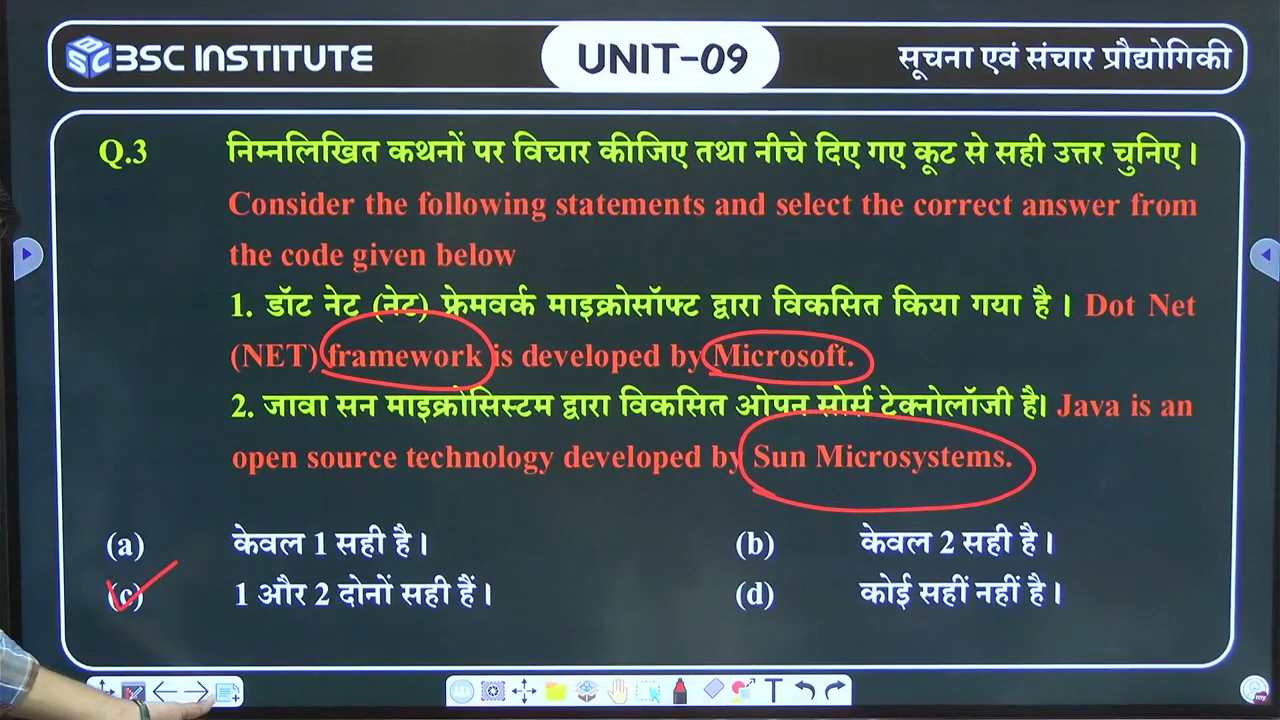 BSC INSTITUTE
UNIT-09
सूचना एवं संचार प्रौद्योगिकी
Q.3 निम्नलिखित कथनों पर विचार कीजिए तथा नीचे दिए गए कूट से सही उत्तर चुनिए।
Consider the following statements and select the correct answer from
the code given below
1. डॉट नेट (नेट) फ्रेमवर्क माइक्रोसॉफ्ट द्वारा विकसित किया गया है। Dot Net
(NET) framework is developed by Microsoft.
2. जावा सन माइक्रोसिस्टम द्वारा विकसित ओपन सोर्स टेक्नोलॉजी है। Java is an
open source technology developed by Sun Microsystems.
(a) केवल 1 सही है। (b) केवल 2 सही है।
(c) 1 और 2 दोनों सही हैं। (d) कोई सहीं नहीं है।